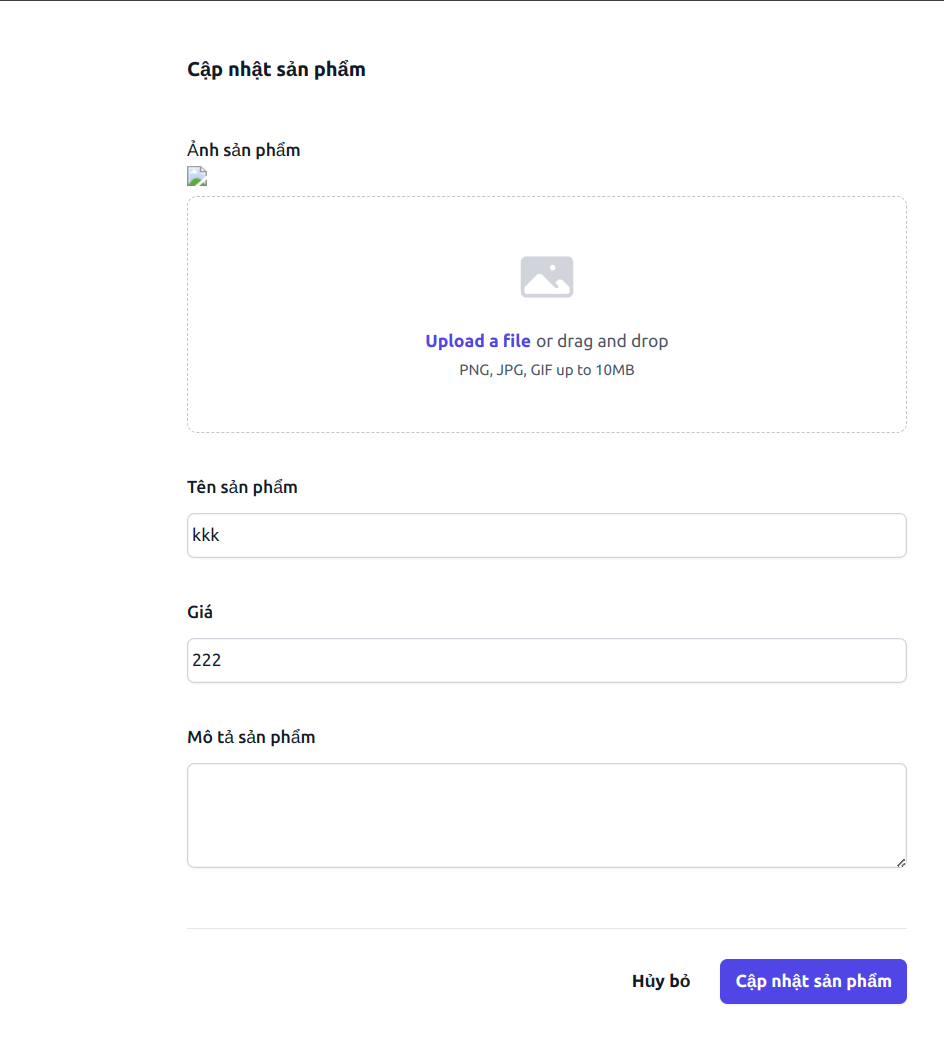 Cập nhật sản phẩm
Ảnh sản phẩm
Upload a file or drag and drop
PNG, JPG, GIF up to 10MB
Tên sản phẩm
kkk
Giá
222
Mô tả sản phẩm
Hủy bỏ
Cập nhật sản phẩm